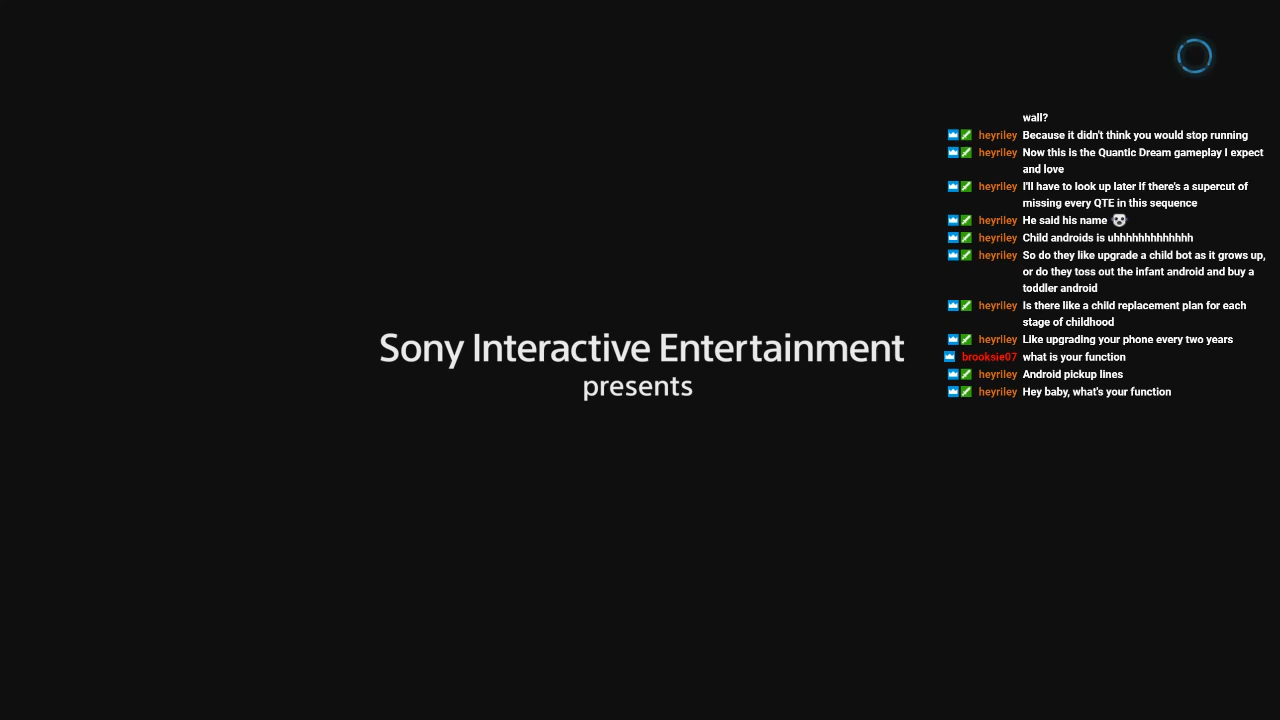 Sony Interactive Entertainment
presents
wall?
heyriley Because it didn't think you would stop running
heyriley Now this is the Quantic Dream gameplay I expect
and love
heyriley I'll have to look up later If there's a supercut of
missing every QTE in this sequence
heyriley He said his name
heyriley Child androids is uhhhhhhhhhhhhh
heyriley So do they like upgrade a child bot as it grows up,
or do they toss out the infant android and buy a
toddler android
heyriley Is there like a child replacement plan for each
stage of childhood
heyriley Like upgrading your phone every two years
brooksie07 what is your function
heyriley Android pickup lines
heyriley Hey baby, what's your function